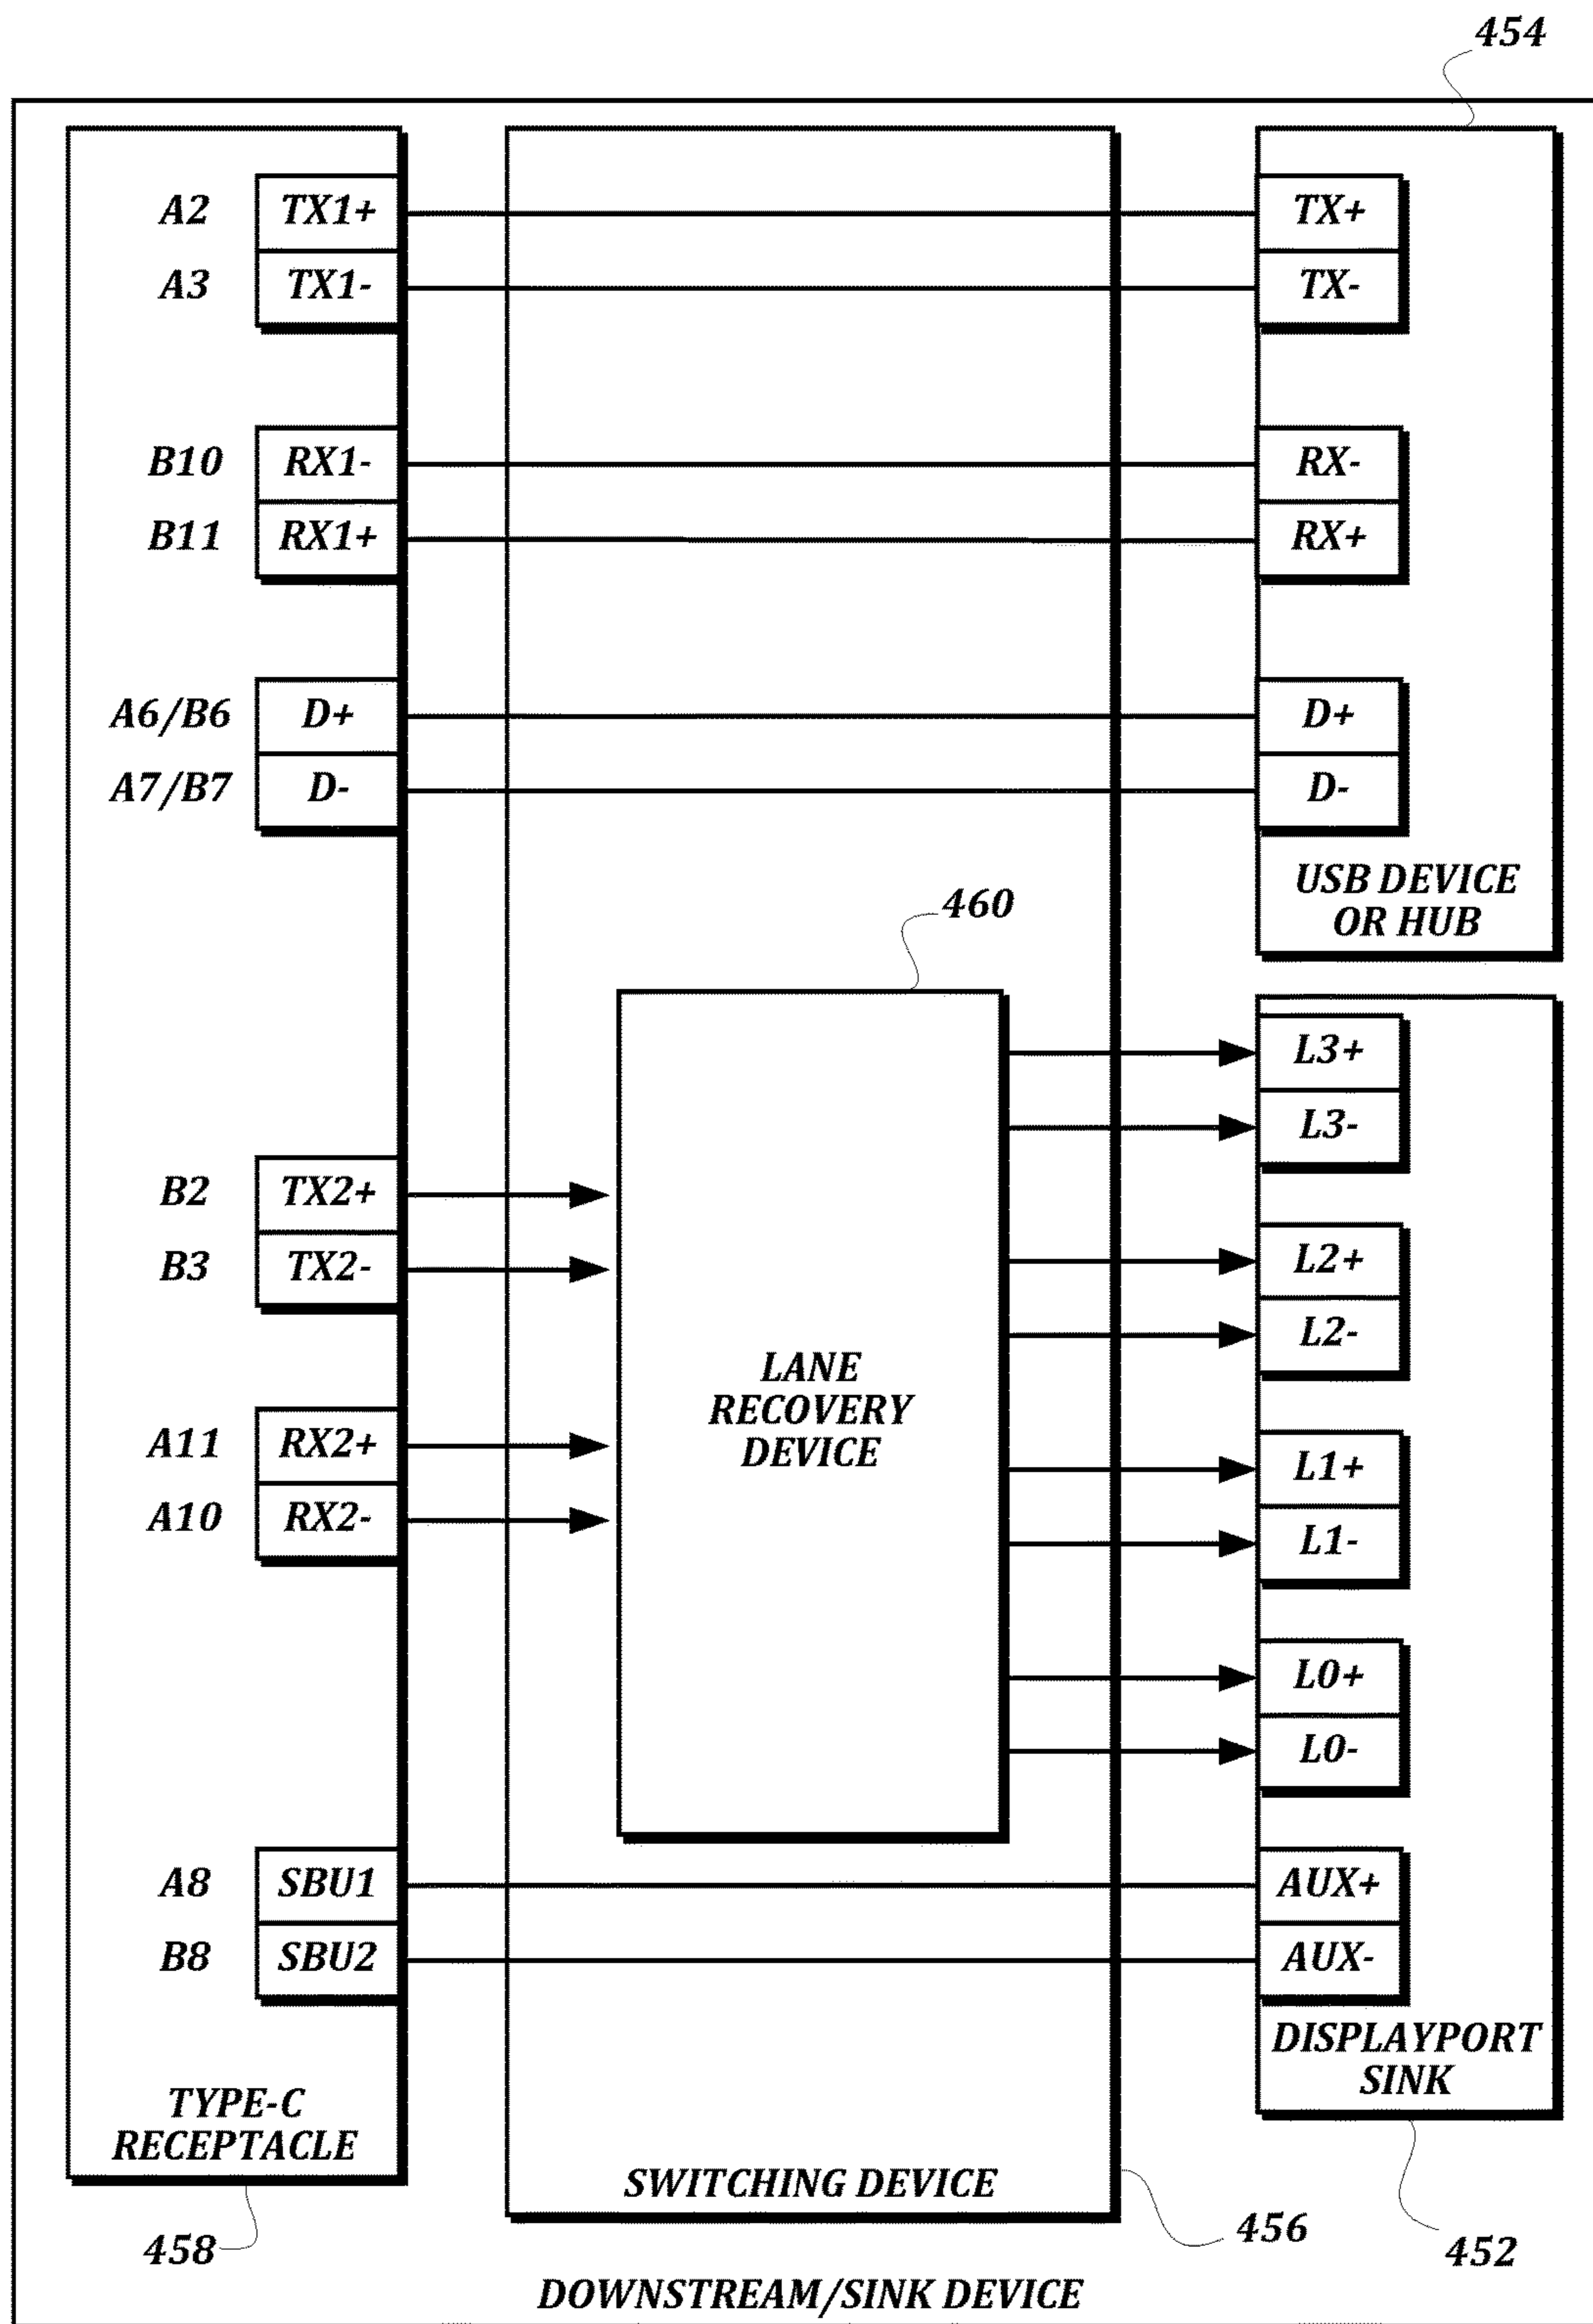 454
A2 TX1+ TX+
A3 TX1- TX-
B10 RX1- RX-
B11 RX1+ RX+
A6/B6 D+ D+
A7/B7 D- D-
USB DEVICE
OR HUB
460
L3+
L3-
B2 TX2+
B3 TX2-
L2+
L2-
LANE
RECOVERY
DEVICE
A11 RX2+
A10 RX2-
L1+
L1-
L0+
L0-
A8 SBU1 AUX+
B8 SBU2 AUX-
DISPLAYPORT
SINK
TYPE-C
RECEPTACLE
SWITCHING DEVICE
458
456
452
DOWNSTREAM/SINK DEVICE